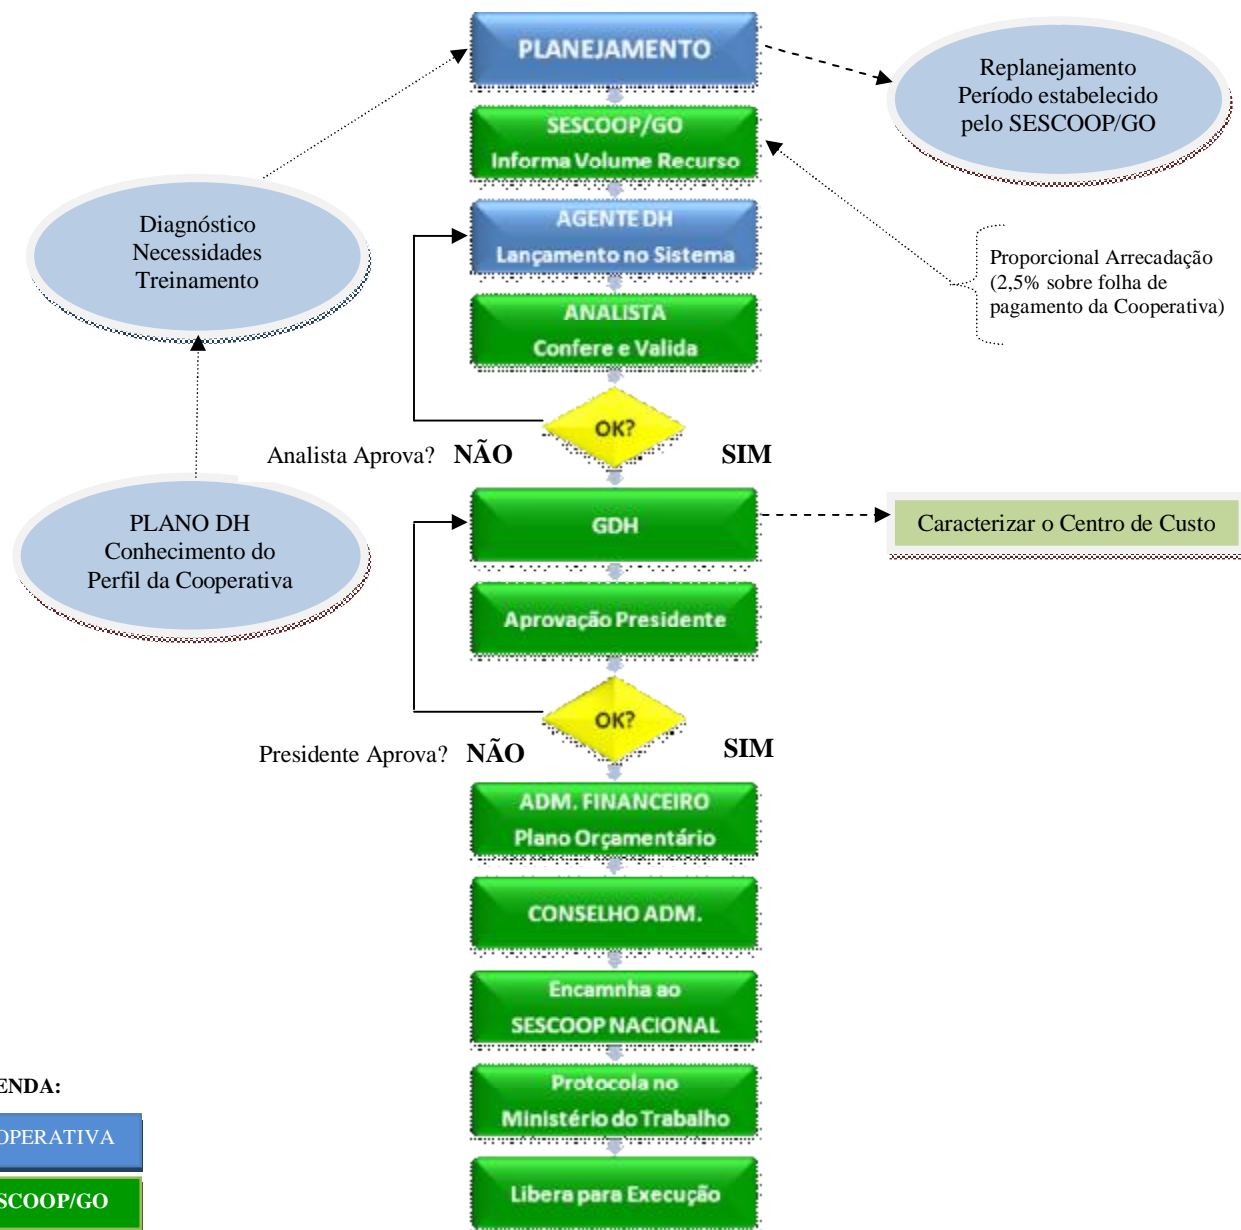 PLANEJAMENTO
Replanejamento
Período estabelecido
pelo SESCOOP/GO
SESCOOP/GO
Informa Volume Recurso
Diagnóstico
Necessidades
Treinamento
AGENTE DH
Lançamento no Sistema
Proporcional Arrecadação
(2,5% sobre folha de
pagamento da Cooperativa)
ANALISTA
Confere e Valida
OK?
Analista Aprova? NÃO SIM
PLANO DH
Conhecimento do
Perfil da Cooperativa
GDH
Caracterizar o Centro de Custo
Aprovação Presidente
OK?
Presidente Aprova? NÃO SIM
ADM. FINANCEIRO
Plano Orçamentário
CONSELHO ADM.
Encamnha ao
SESCOOP NACIONAL
Protocola no
Ministério do Trabalho
Libera para Execução
ENDA:
OPERATIVA
SCOOP/GO